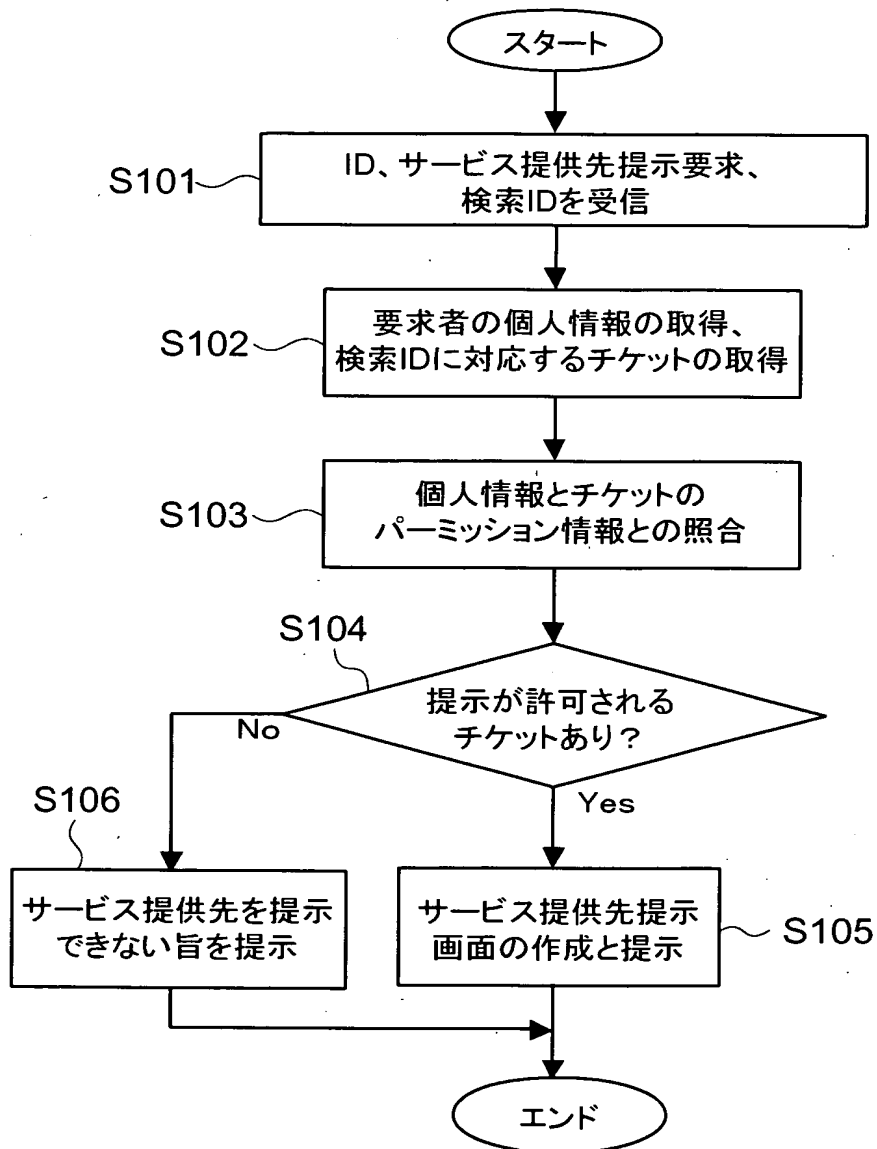 スタート
S101
ID、サービス提供先提示要求、
検索IDを受信
S102
要求者の個人情報の取得、
検索IDに対応するチケットの取得
S103
個人情報とチケットの
パーミッション情報との照合
S104
提示が許可される
チケットあり?
No
Yes
S106
サービス提供先を提示
できない旨を提示
サービス提供先提示
画面の作成と提示
S105
エンド